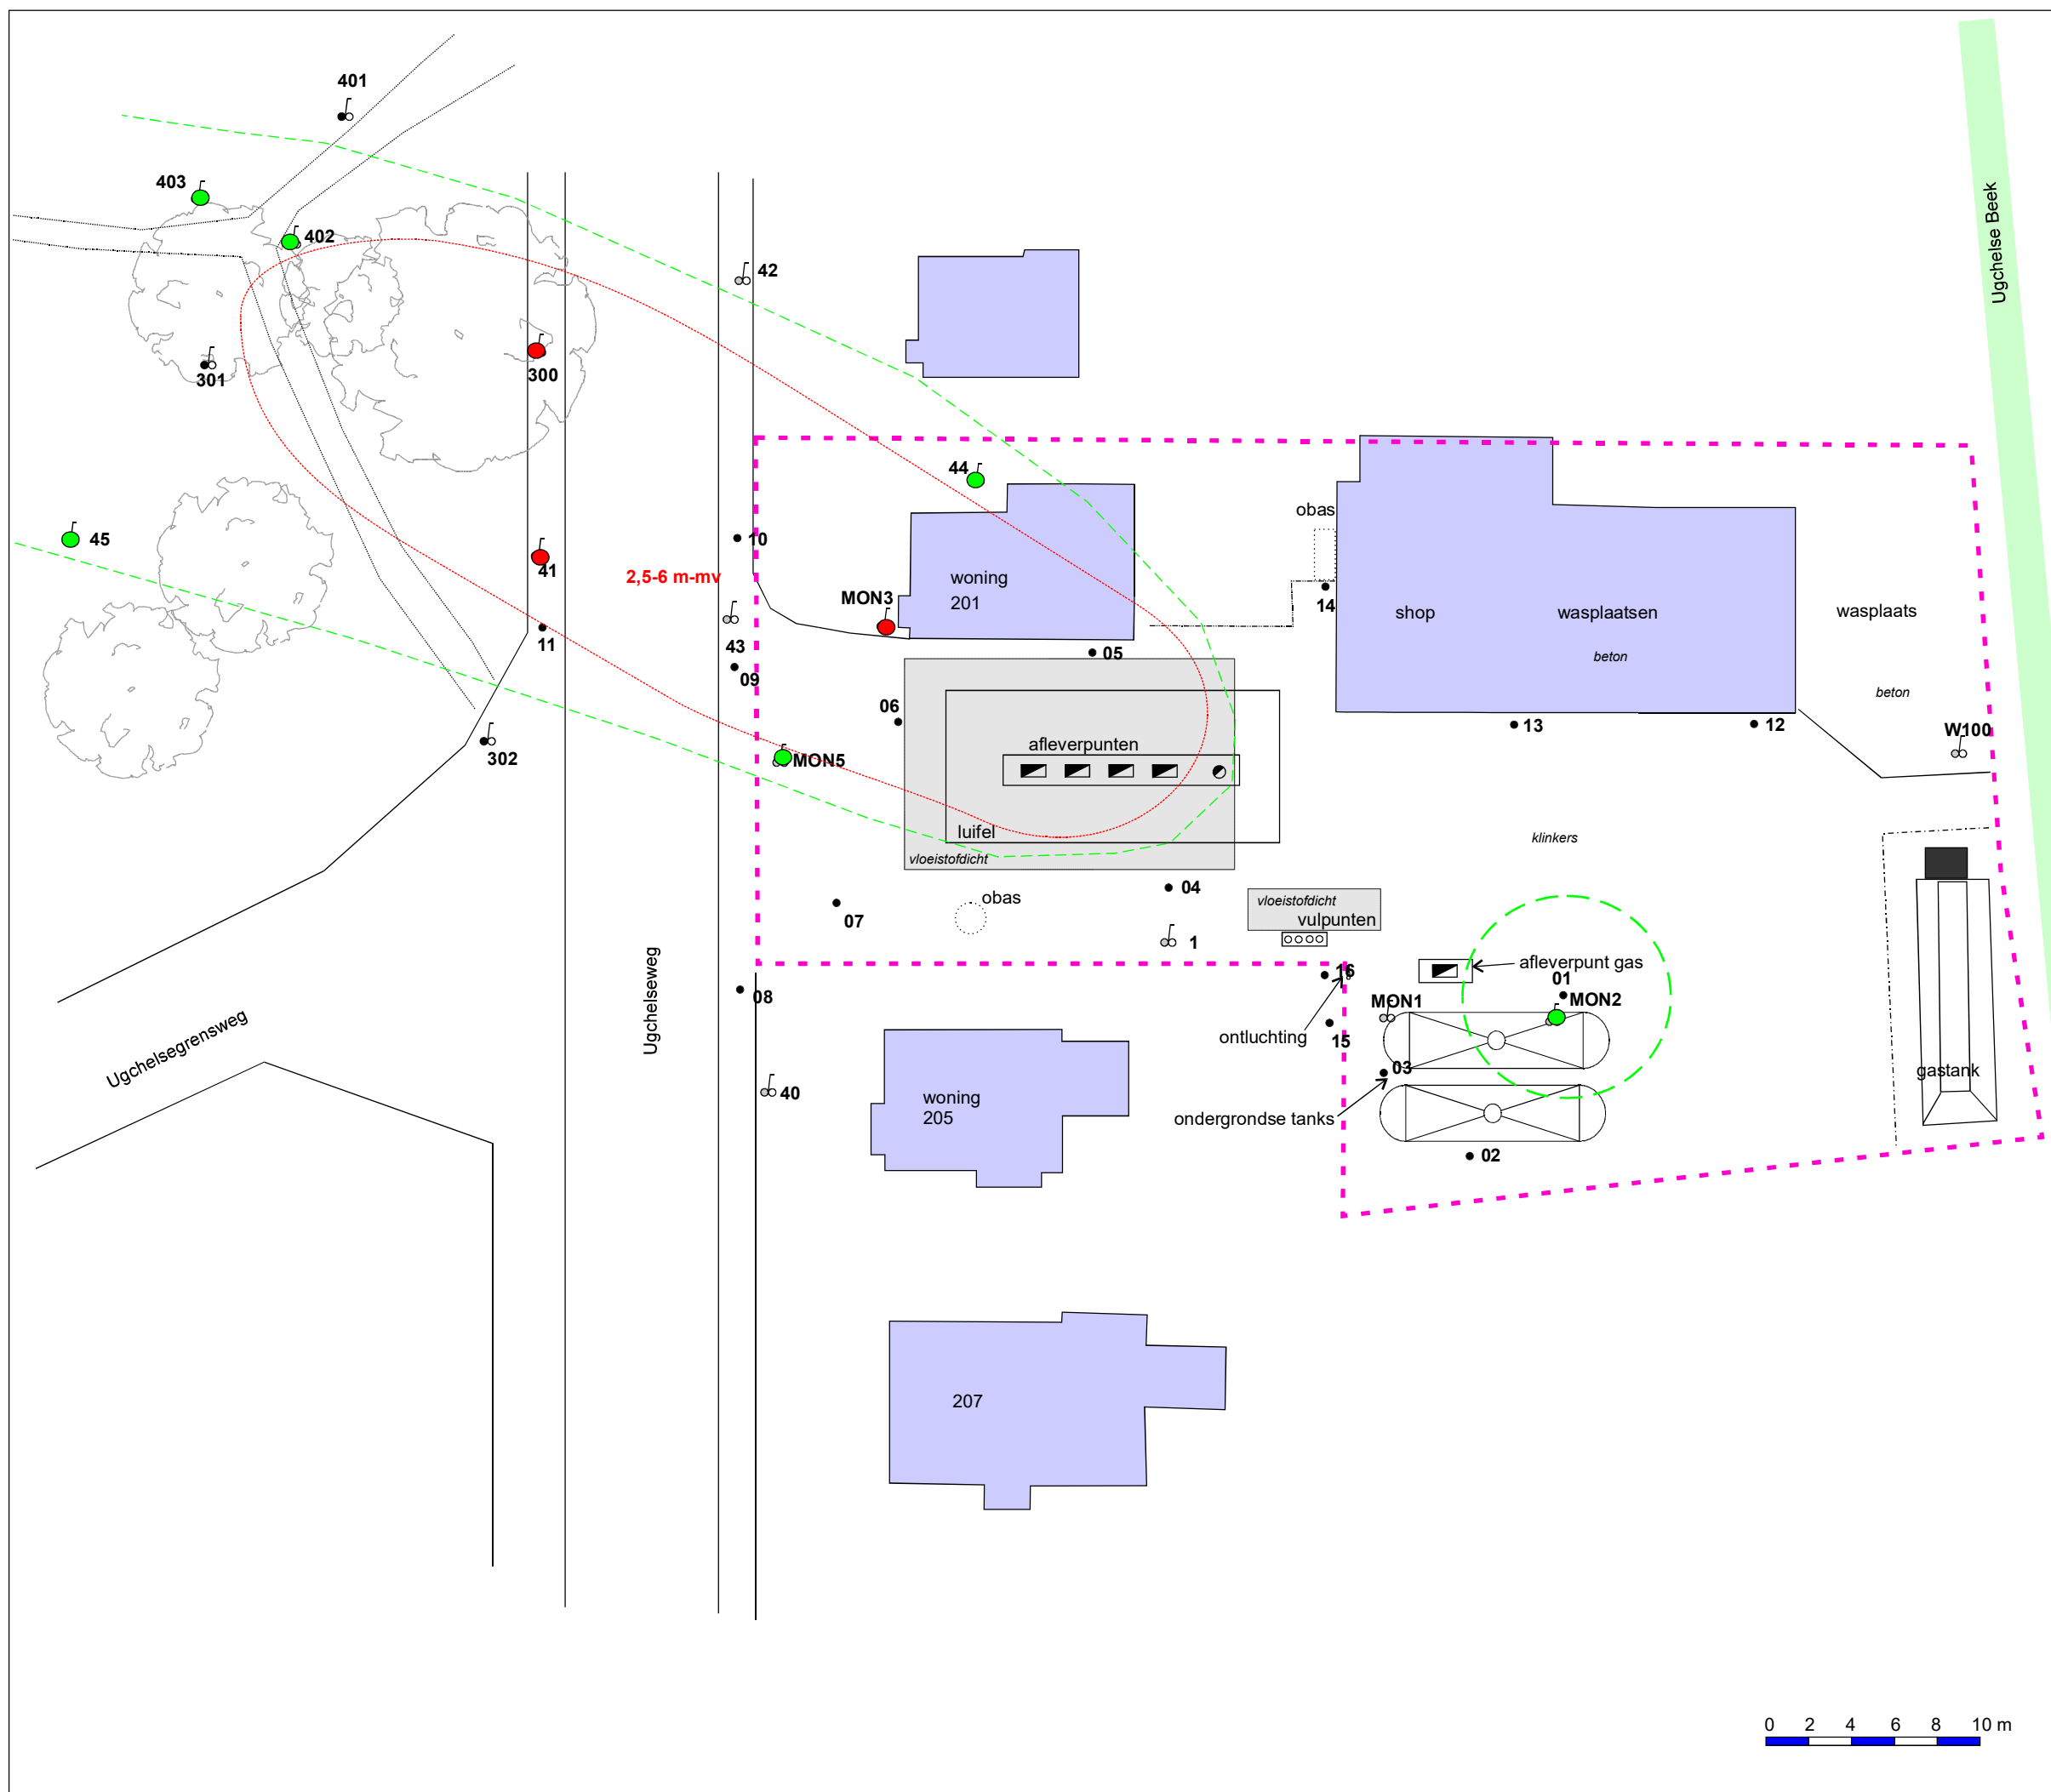 401
403
402
42
Ugchelse Beek
301
300
44
obas
45
10
41
2,5-6 m-mv
woning
201
MON3
14
shop
wasplaatsen
wasplaats
11
43
05
beton
09
beton
06
13
12
W100
302
afleverpunten
MON5
luifel
klinkers
vloeistofdicht
04
obas
vloeistofdicht
07
vulpunten
1
Ugchelseweg
16
afleverpunt gas
01
08
MON1
MON2
Ugchelsegrensweg
ontluchting
15
03
gastank
40
woning
205
ondergrondse tanks
02
207
0 2 4 6 8 10 m